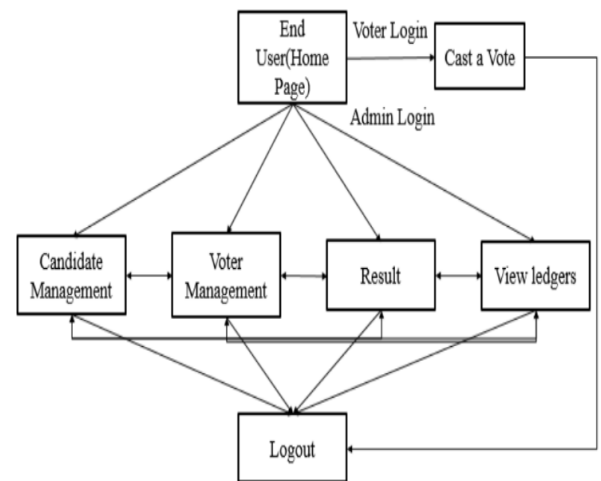 End
User(Home
Page)
Voter Login
Cast a Vote
Admin Login
Candidate
Management
Voter
Management
Result
View ledgers
Logout